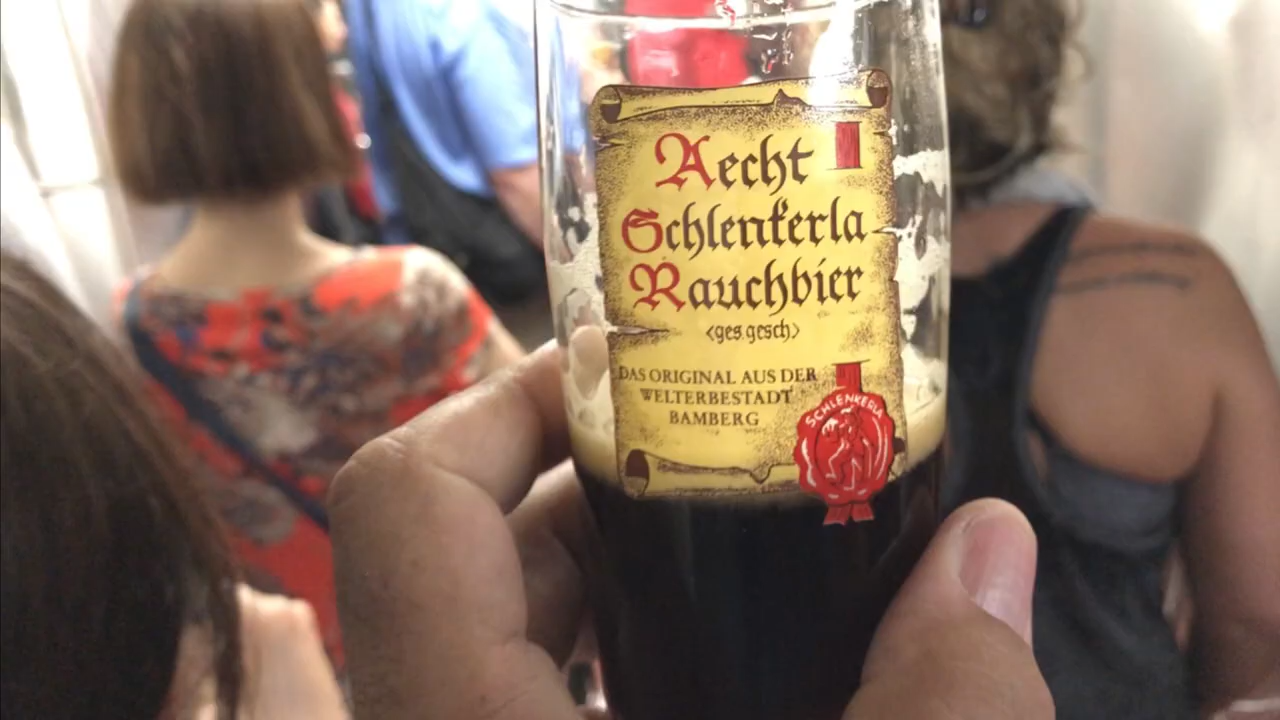 Aecht
Schlenkerla
Rauchbier
<ges.gesch>
DAS ORIGINAL AUS DER
WELTERBESTADT
BAMBERG
SCHLENKERLA